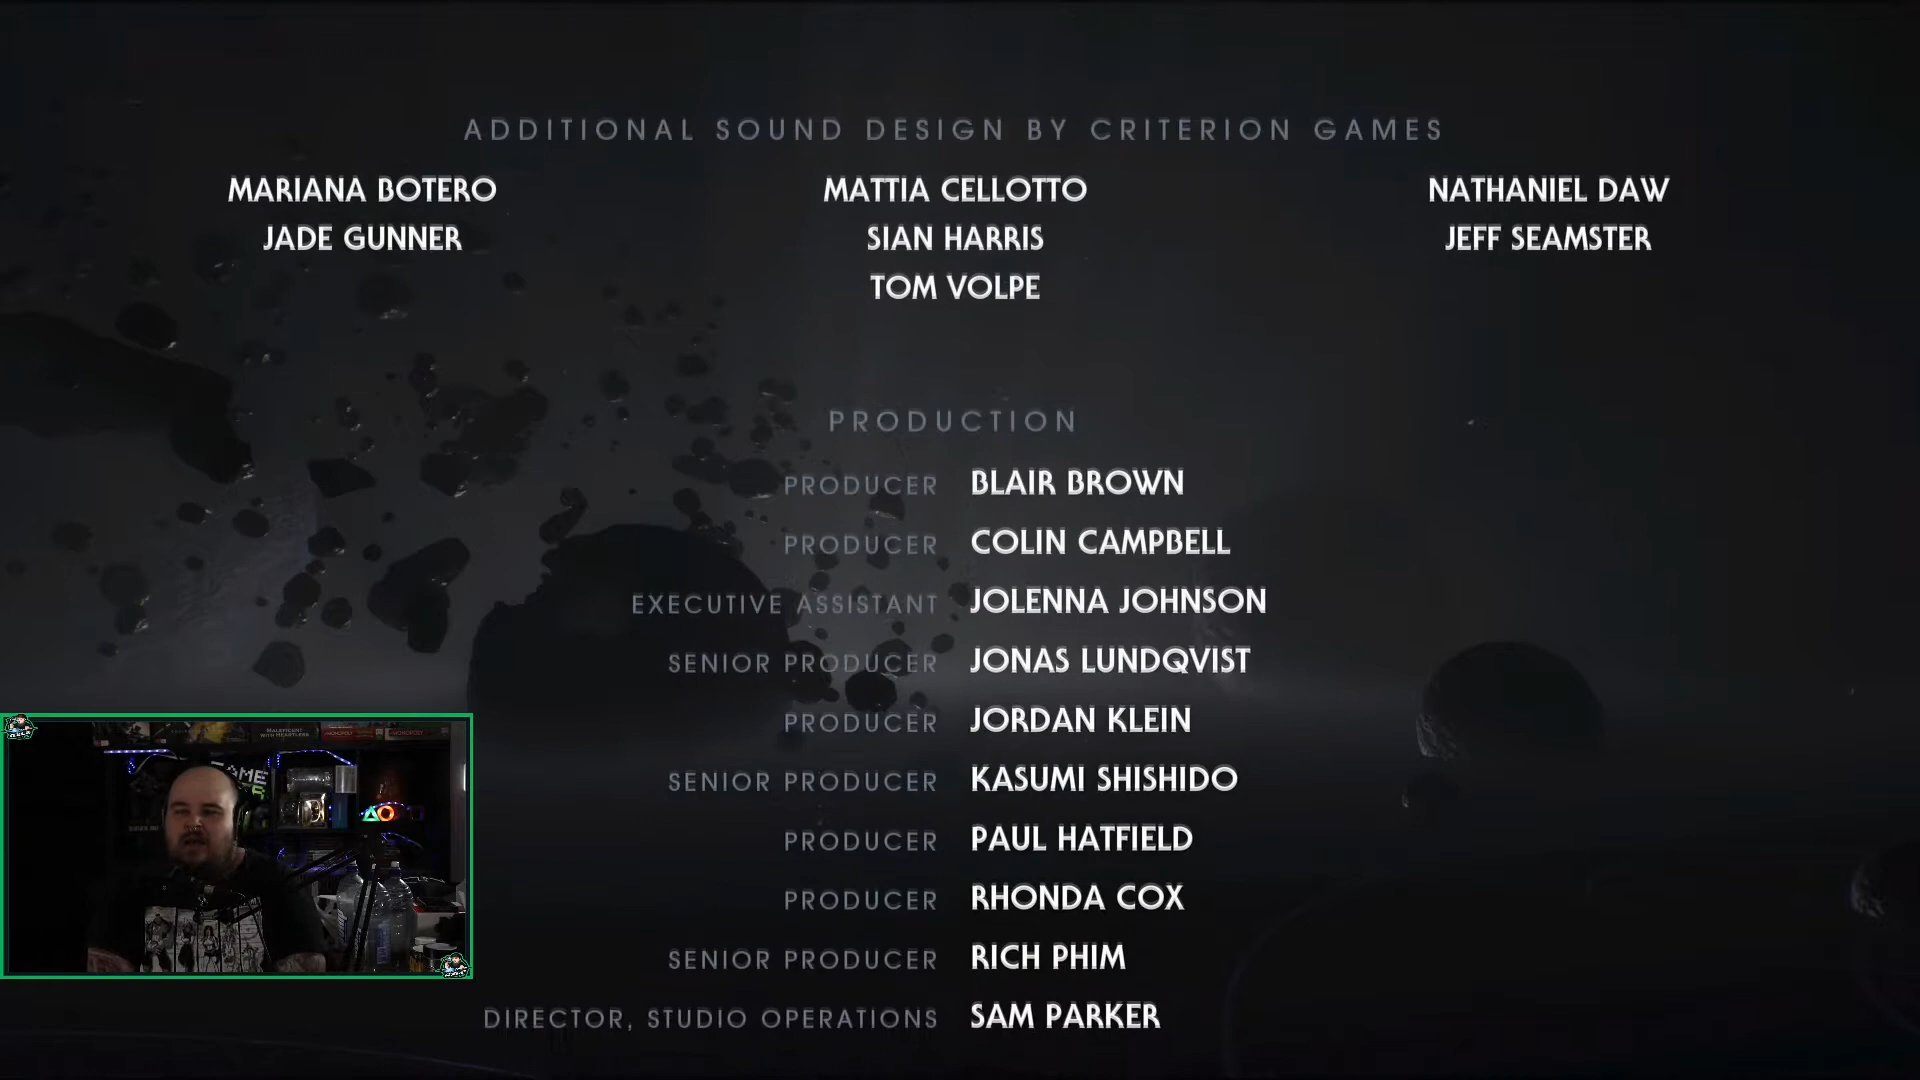 ADDITIONAL SOUND DESIGN BY CRITERION GAMES
MARIANA BOTERO MATTIA CELLOTTO NATHANIEL DAW
JADE GUNNER SIAN HARRIS JEFF SEAMSTER
TOM VOLPE
PRODUCTION
PRODUCER BLAIR BROWN
PRODUCER COLIN CAMPBELL
EXECUTIVE ASSISTANT JOLENNA JOHNSON
SENIOR PRODUCER JONAS LUNDQVIST
PRODUCER JORDAN KLEIN
SENIOR PRODUCER KASUMI SHISHIDO
PRODUCER PAUL HATFIELD
PRODUCER RHONDA COX
SENIOR PRODUCER RICH PHIM
DIRECTOR, STUDIO OPERATIONS SAM PARKER
MONOPOLY
GAME